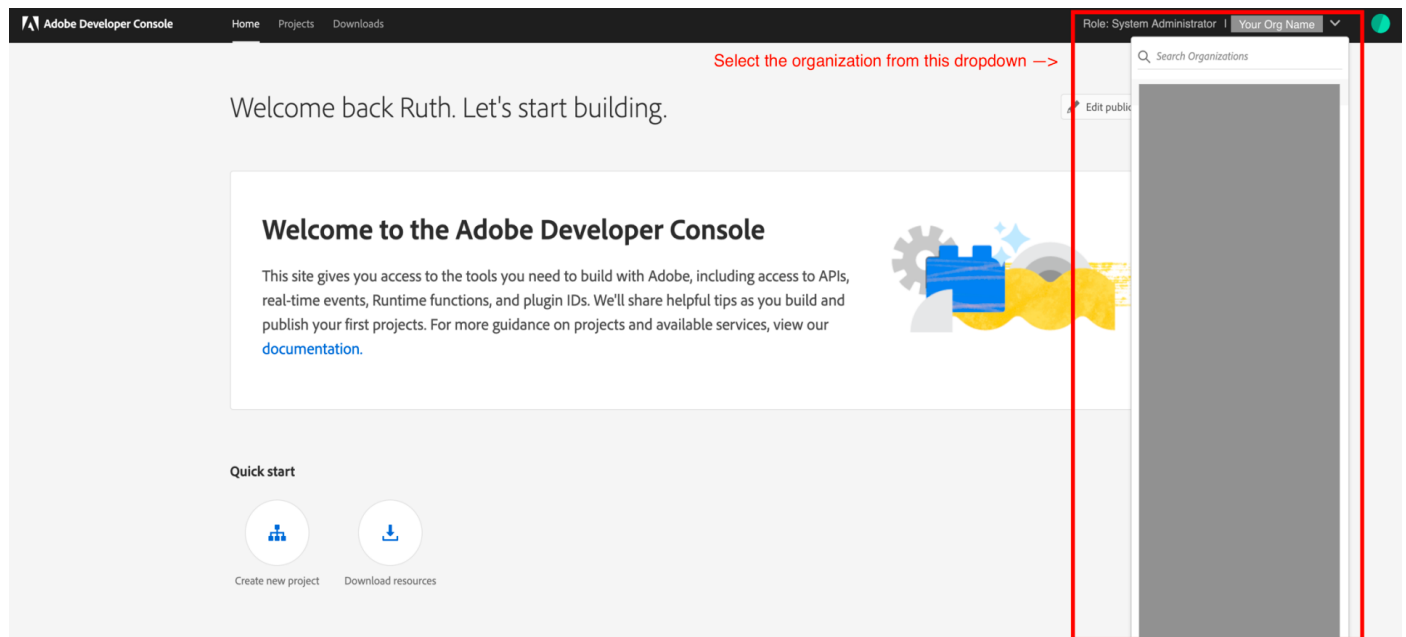 Adobe Developer Console Home Projects Downloads Role: System Administrator | Your Org Name
Select the organization from this dropdown —>
Search Organizations
Welcome back Ruth. Let's start building.
Edit public
Welcome to the Adobe Developer Console
This site gives you access to the tools you need to build with Adobe, including access to APIs,
real-time events, Runtime functions, and plugin IDs. We'll share helpful tips as you build and
publish your first projects. For more guidance on projects and available services, view our
documentation.
Quick start
Create new project Download resources